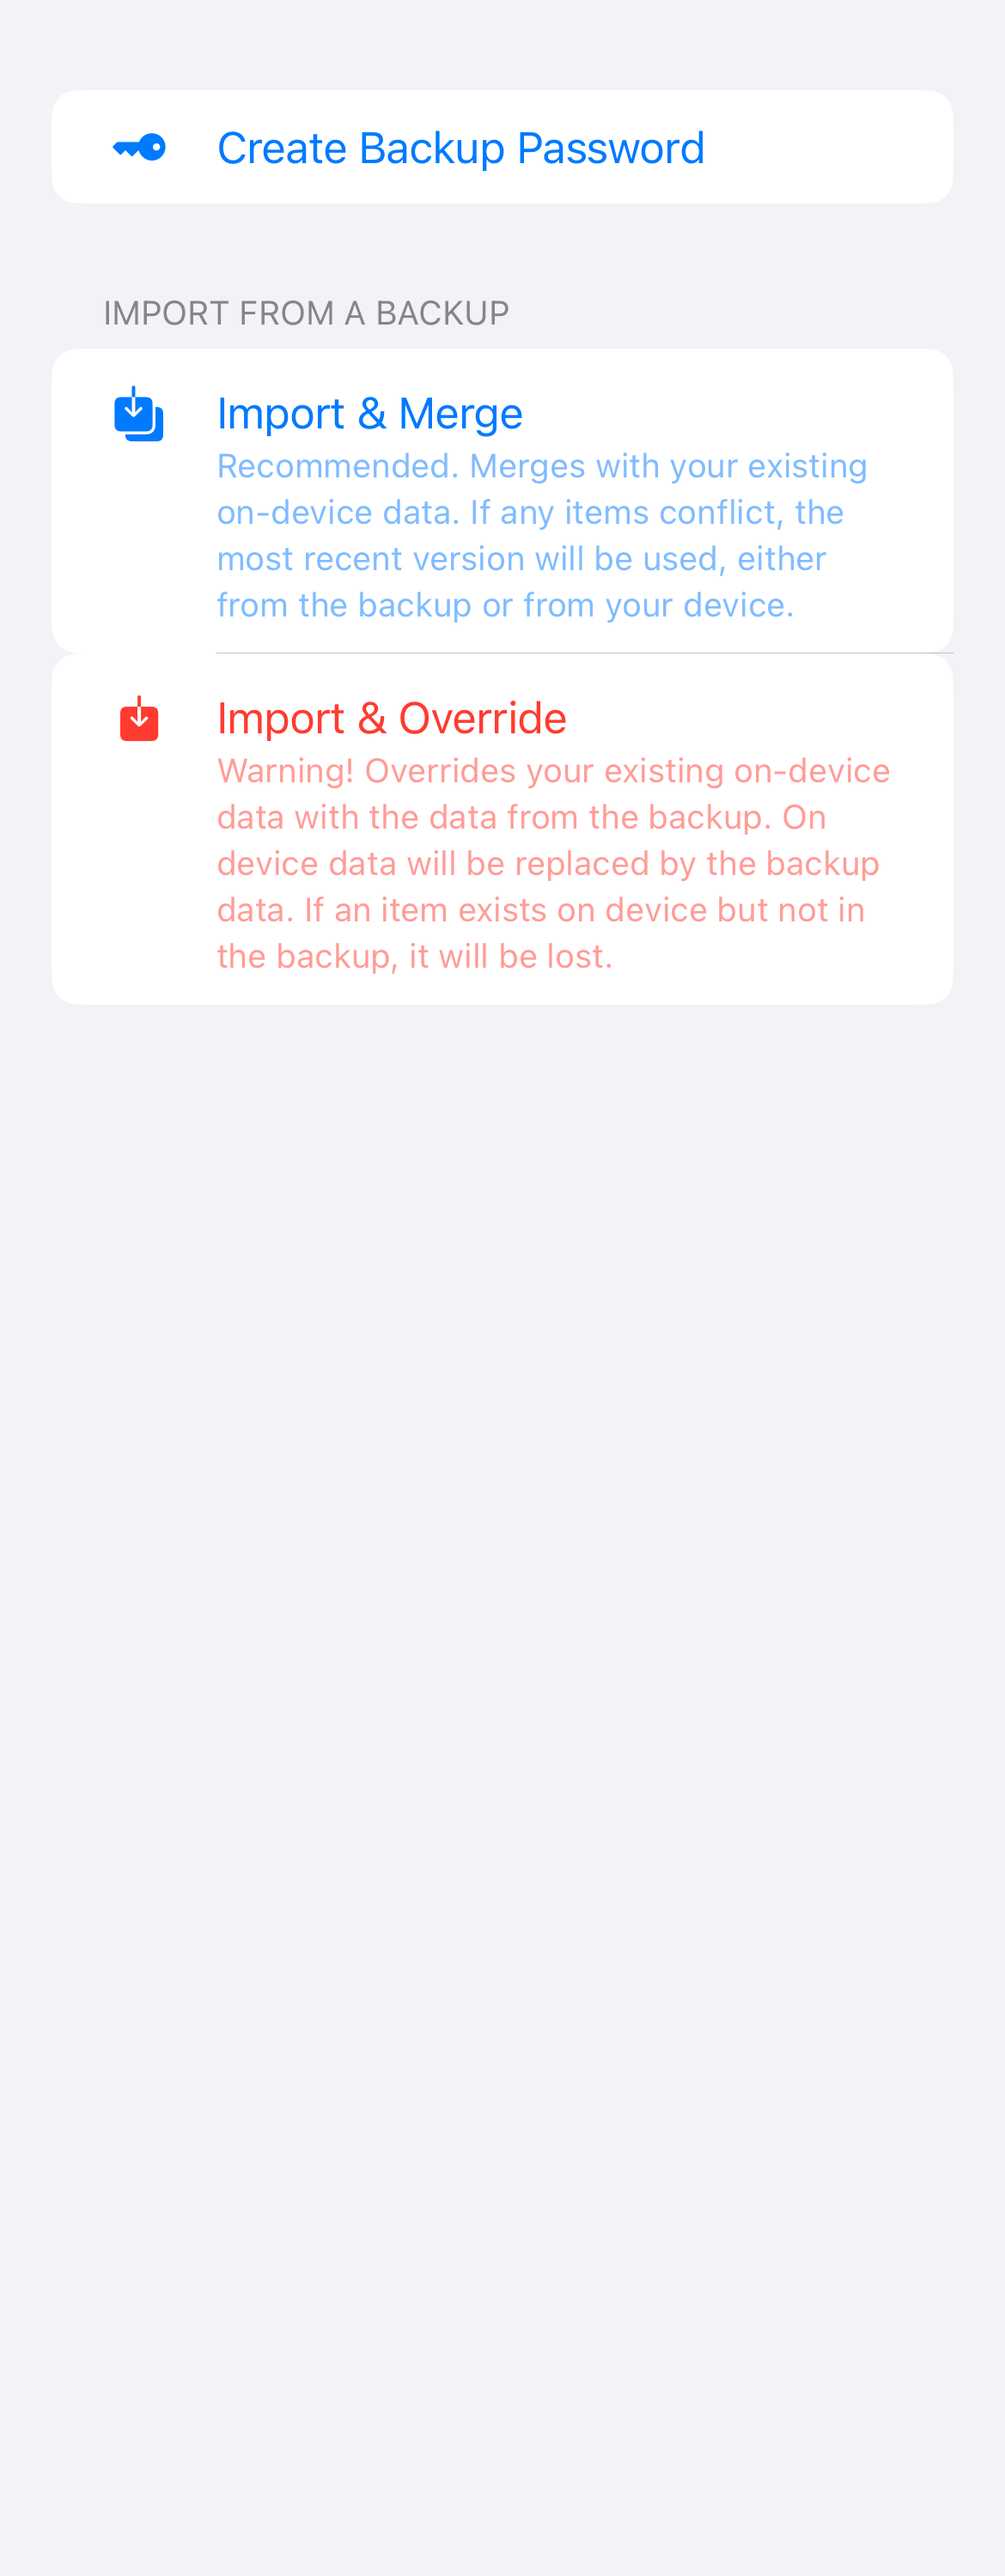 Create Backup Password
IMPORT FROM A BACKUP
Import & Merge
Recommended. Merges with your existing
on-device data. If any items conflict, the
most recent version will be used, either
from the backup or from your device.
Import & Override
Warning! Overrides your existing on-device
data with the data from the backup. On
device data will be replaced by the backup
data. If an item exists on device but not in
the backup, it will be lost.